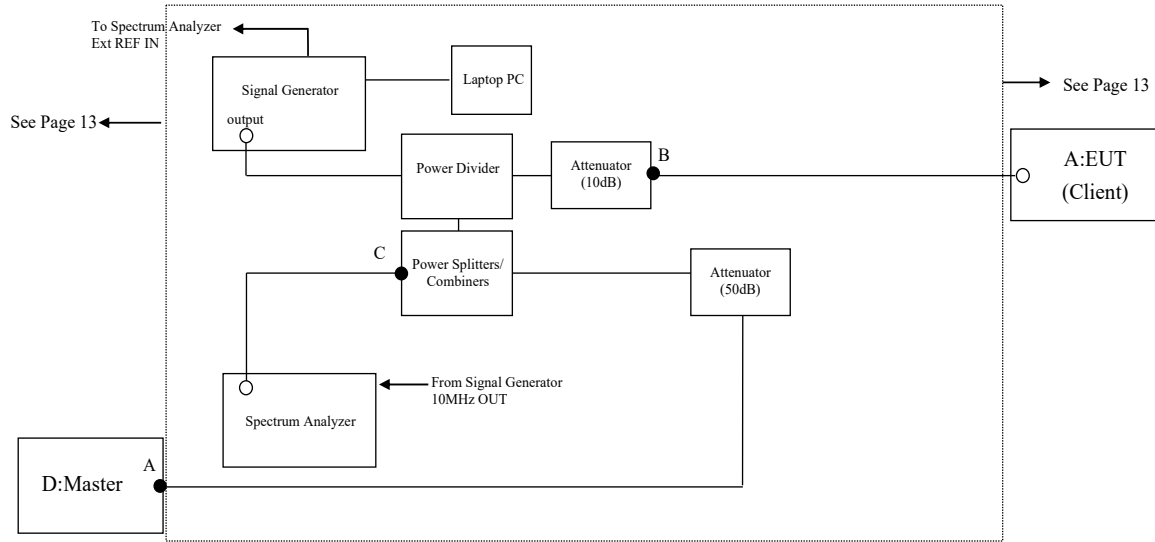 To Spectrum Analyzer
Ext REF IN
Signal Generator
output
Laptop PC
See Page 13
See Page 13
Power Divider
Attenuator
(10dB)
B
A:EUT
(Client)
C
Power Splitters/
Combiners
Attenuator
(50dB)
From Signal Generator
10MHz OUT
Spectrum Analyzer
D:Master
A